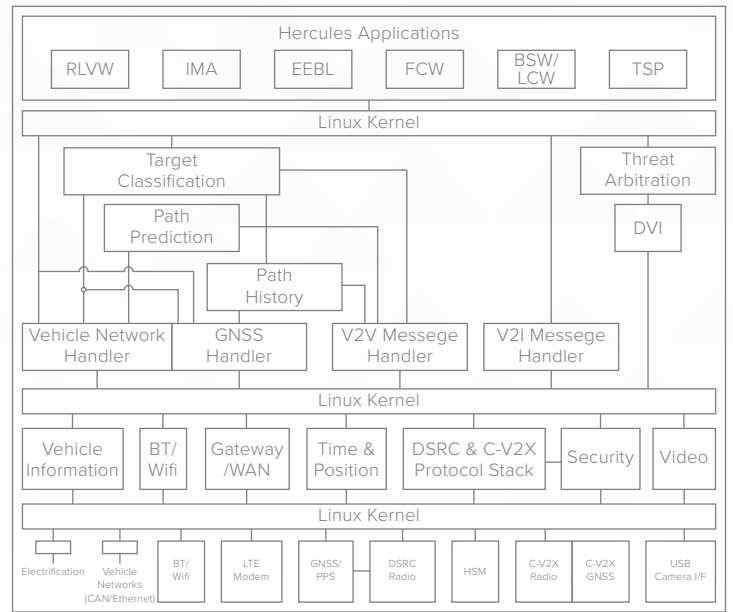 Hercules Applications
RLVW
IMA
EEBL
FCW
BSW/
LCW
TSP
Linux Kernel
Target
Classification
Threat
Arbitration
Path
Prediction
DVI
Path
History
Vehicle Network
Handler
GNSS
Handler
V2V Messege
Handler
V2I Messege
Handler
Linux Kernel
Vehicle
Information
BT/
Wifi
Gateway
/WAN
Time &
Position
DSRC & C-V2X
Protocol Stack
Security
Video
Linux Kernel
Electrification
Vehicle
Networks
(CAN/Ethernet)
BT/
Wifi
LTE
Modem
GNSS/
PPS
DSRC
Radio
HSM
C-V2X
Radio
C-V2X
GNSS
USB
Camera I/F